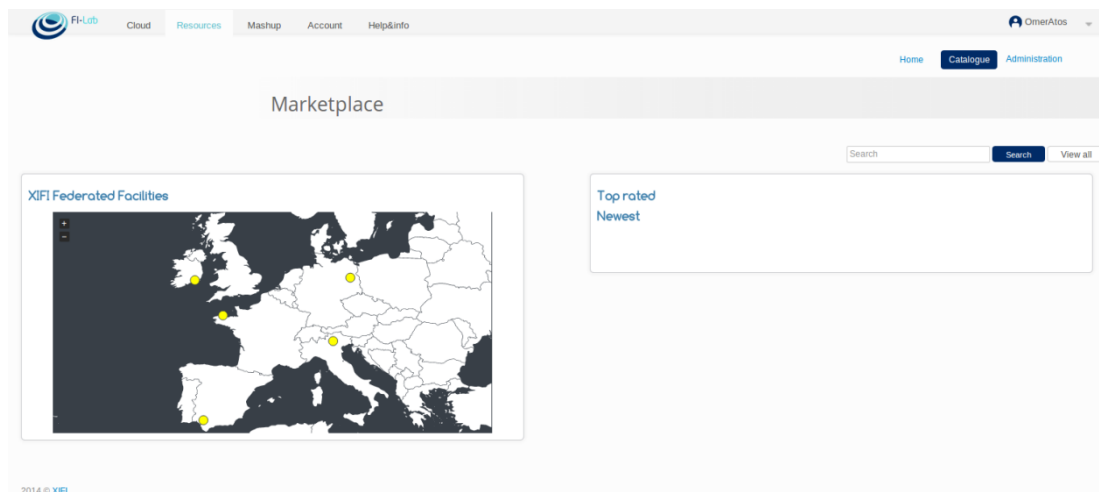 FI-Lab
Cloud Resources Mashup Account Help&info OmerAtos
Home Catalogue Administration
Marketplace
Search Search View all
XIFI Federated Facilities
+
−
Top rated
Newest
2014 © XIFI